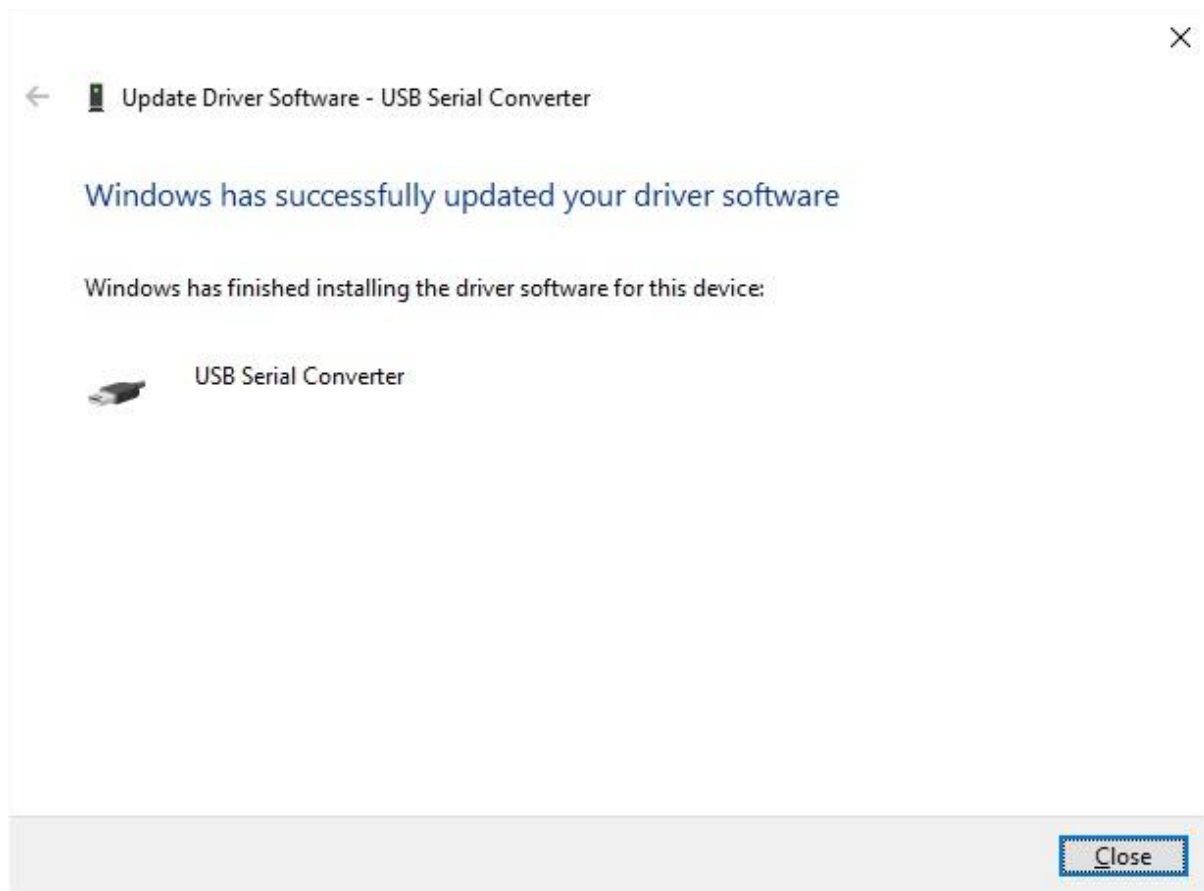 Update Driver Software - USB Serial Converter
Windows has successfully updated your driver software
Windows has finished installing the driver software for this device:
USB Serial Converter
Close